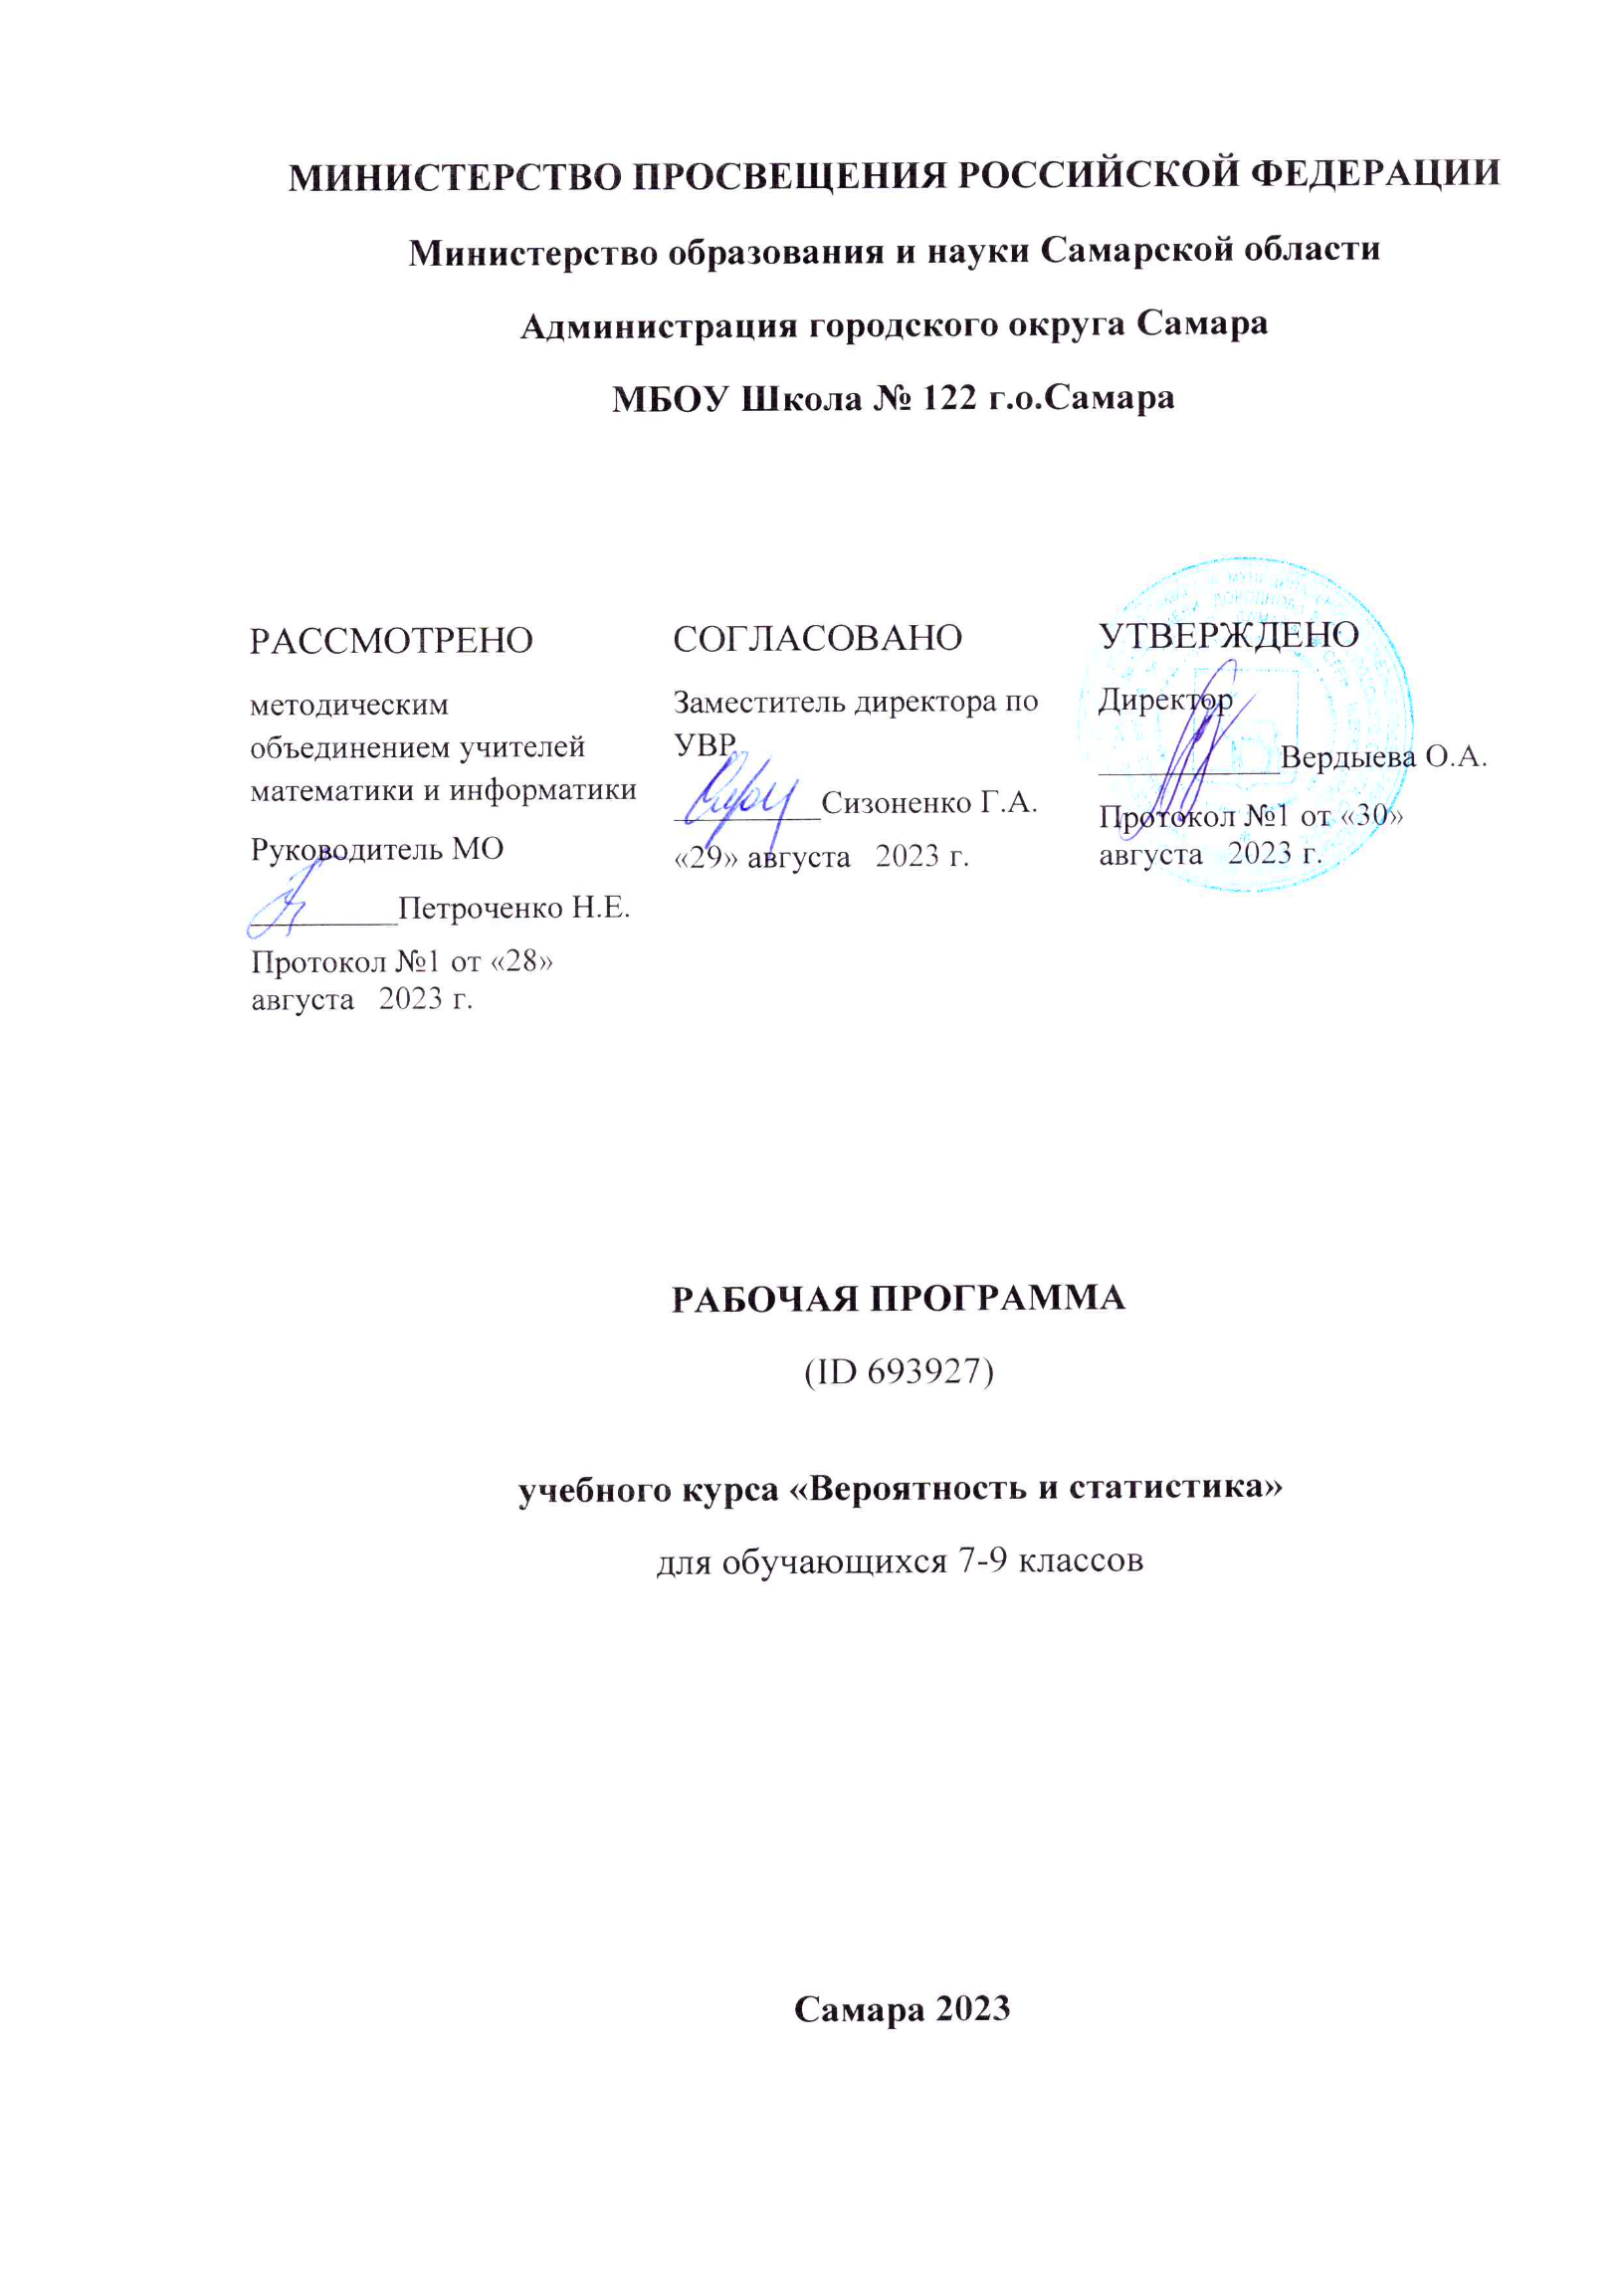 МИНИСТЕРСТВО ПРОСВЕЩЕНИЯ РОССИЙСКОЙ ФЕДЕРАЦИИ
Министерство образования и науки Самарской области
Администрация городского округа Самара
МБОУ Школа № 122 г.о.Самара
РАССМОТРЕНО
методическим
объединением учителей
математики и информатики
Руководитель МО
_________Петроченко Н.Е.
Протокол №1 от «28»
августа 2023 г.
СОГЛАСОВАНО
Заместитель директора по
УВР
_________Сизоненко Г.А.
«29» августа 2023 г.
УТВЕРЖДЕНО
Директор
___________Вердыева О.А.
Протокол №1 от «30»
августа 2023 г.
РАБОЧАЯ ПРОГРАММА
(ID 693927)
учебного курса «Вероятность и статистика»
для обучающихся 7-9 классов
Самара 2023